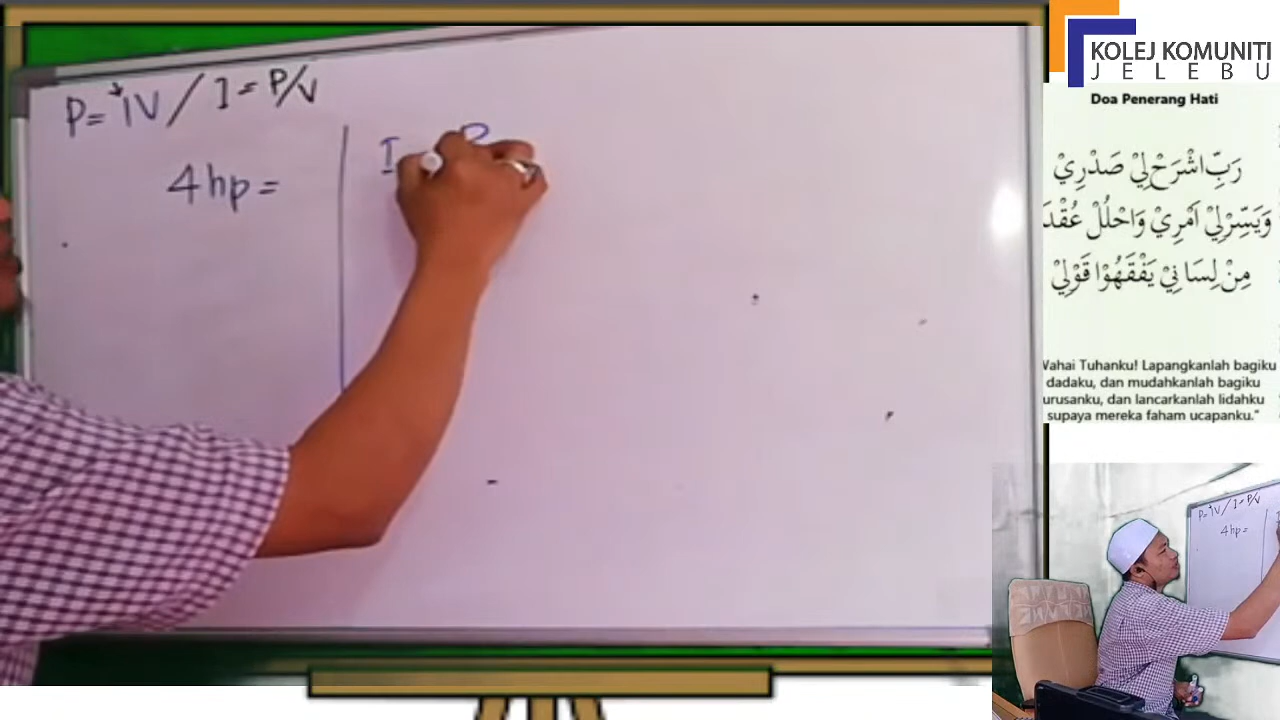 P= IV / I = P/V
4hp =
I = P
KOLEJ KOMUNITI
JELEBU
Doa Penerang Hati
رَبِّ اشْرَحْ لِيْ صَدْرِيْ
وَيَسِّرْ لِيْ اَمْرِيْ وَاحْلُلْ عُقْدَ
مِنْ لِسَانِيْ يَفْقَهُوْا قَوْلِيْ
Wahai Tuhanku! Lapangkanlah bagiku
dadaku, dan mudahkanlah bagiku
urusanku, dan lancarkanlah lidahku
supaya mereka faham ucapanku."
P= IV / I = P/V
4hp =